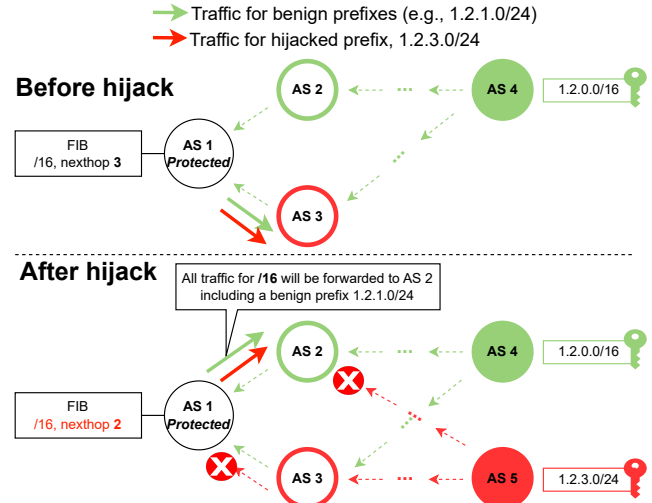 Traffic for benign prefixes (e.g., 1.2.1.0/24)
Traffic for hijacked prefix, 1.2.3.0/24
Before hijack
AS 2
...
AS 4
1.2.0.0/16
FIB
/16, nexthop 3
AS 1
Protected
...
AS 3
After hijack
All traffic for /16 will be forwarded to AS 2
including a benign prefix 1.2.1.0/24
AS 2
...
AS 4
1.2.0.0/16
X
FIB
/16, nexthop 2
AS 1
Protected
...
...
X
AS 3
...
AS 5
1.2.3.0/24